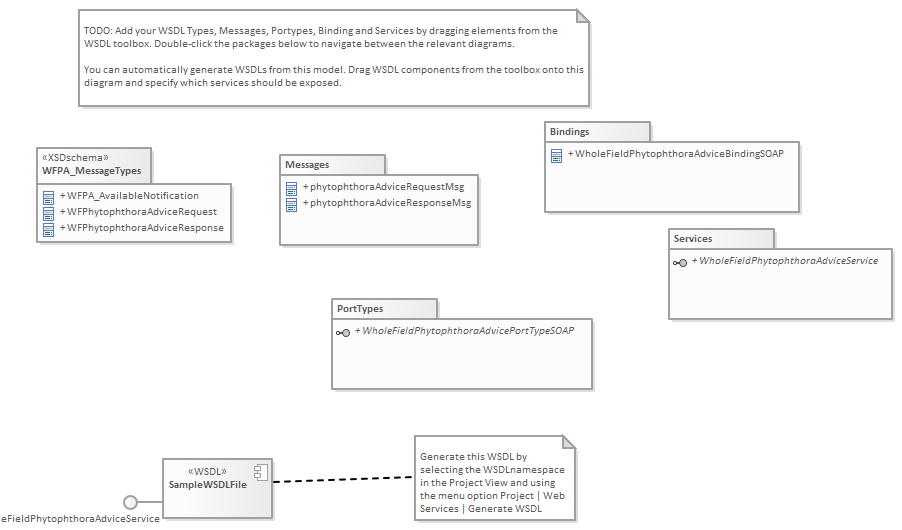 TODO: Add your WSDL Types, Messages, Portypes, Binding and Services by dragging elements from the
WSDL toolbox. Double-click the packages below to navigate between the relevant diagrams.
You can automatically generate WSDLs from this model. Drag WSDL components from the toolbox onto this
diagram and specify which services should be exposed.
Bindings
+ WholeFieldPhytophthoraAdviceBindingSOAP
«XSDschema»
WFPA_MessageTypes
+ WFPA_AvailableNotification
+ WFPhytophthoraAdviceRequest
+ WFPhytophthoraAdviceResponse
Messages
+ phytophthoraAdviceRequestMsg
+ phytophthoraAdviceResponseMsg
Services
+ WholeFieldPhytophthoraAdviceService
PortTypes
+ WholeFieldPhytophthoraAdvicePortTypeSOAP
«WSDL»
SampleWSDLFile
leFieldPhytophthoraAdviceService
Generate this WSDL by
selecting the WSDLnamespace
in the Project View and using
the menu option Project | Web
Services | Generate WSDL